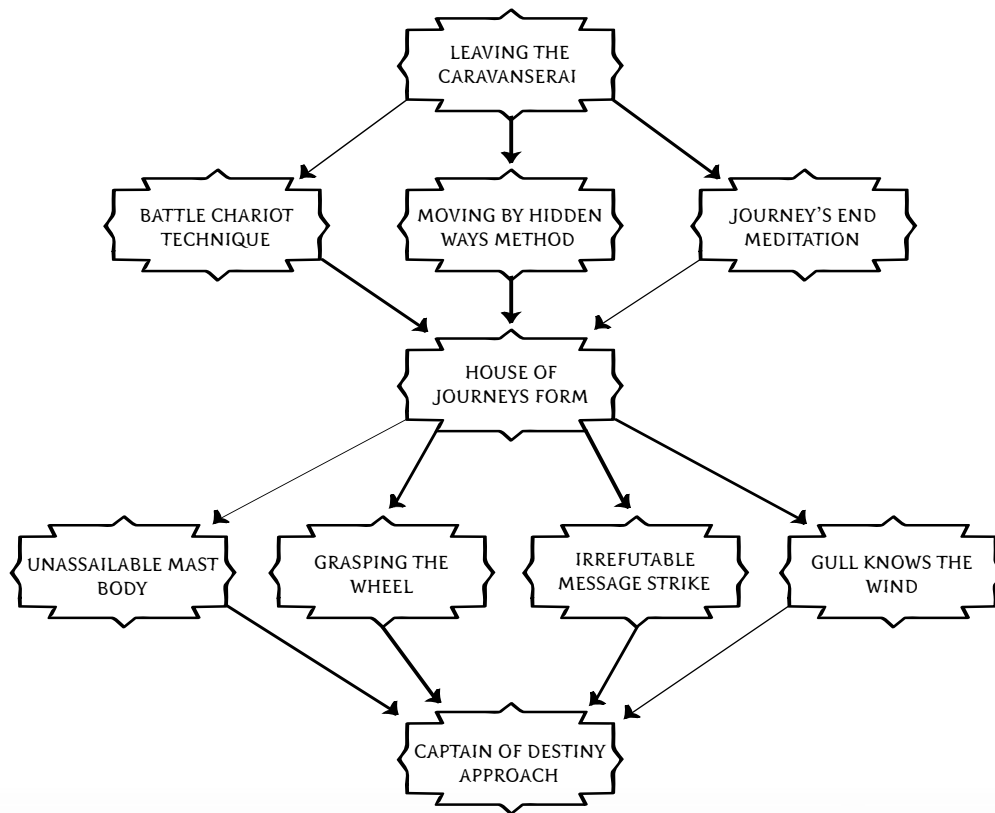 LEAVING THE
CARAVANSERAI
BATTLE CHARIOT
TECHNIQUE
MOVING BY HIDDEN
WAYS METHOD
JOURNEY'S END
MEDITATION
HOUSE OF
JOURNEYS FORM
UNASSAILABLE MAST
BODY
GRASPING THE
WHEEL
IRREFUTABLE
MESSAGE STRIKE
GULL KNOWS THE
WIND
CAPTAIN OF DESTINY
APPROACH